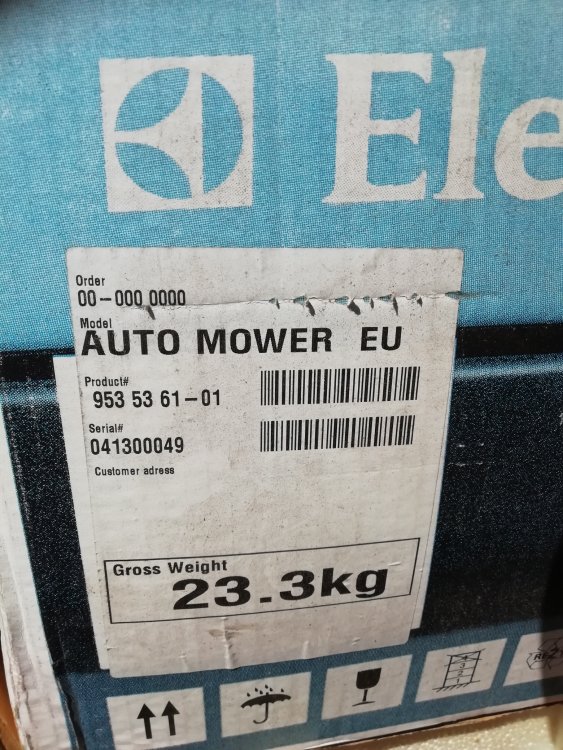 Ele
Order
00-000 0000
Model
AUTO MOWER EU
Product#
953 53 61-01
Serial#
041300049
Customer adress
Gross Weight
23.3kg